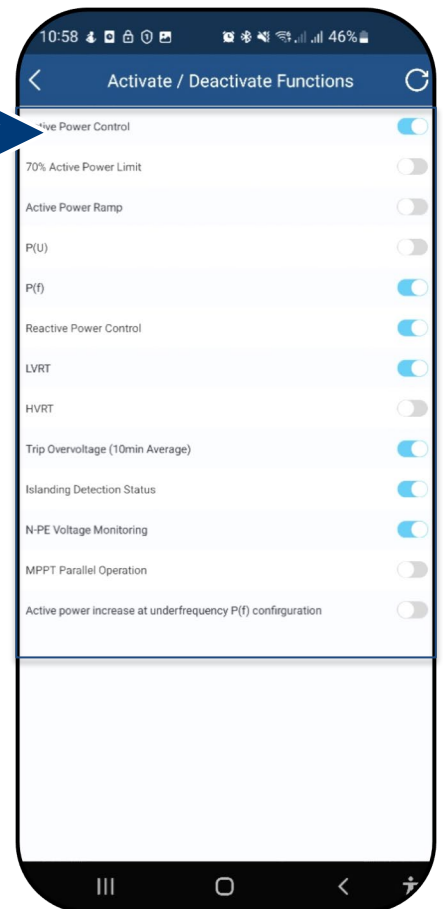 10:58
46%
Activate / Deactivate Functions
Power Control
70% Active Power Limit
Active Power Ramp
P(U)
P(f)
Reactive Power Control
LVRT
HVRT
Trip Overvoltage (10min Average)
Islanding Detection Status
N-PE Voltage Monitoring
MPPT Parallel Operation
Active power increase at underfrequency P(f) confirguration